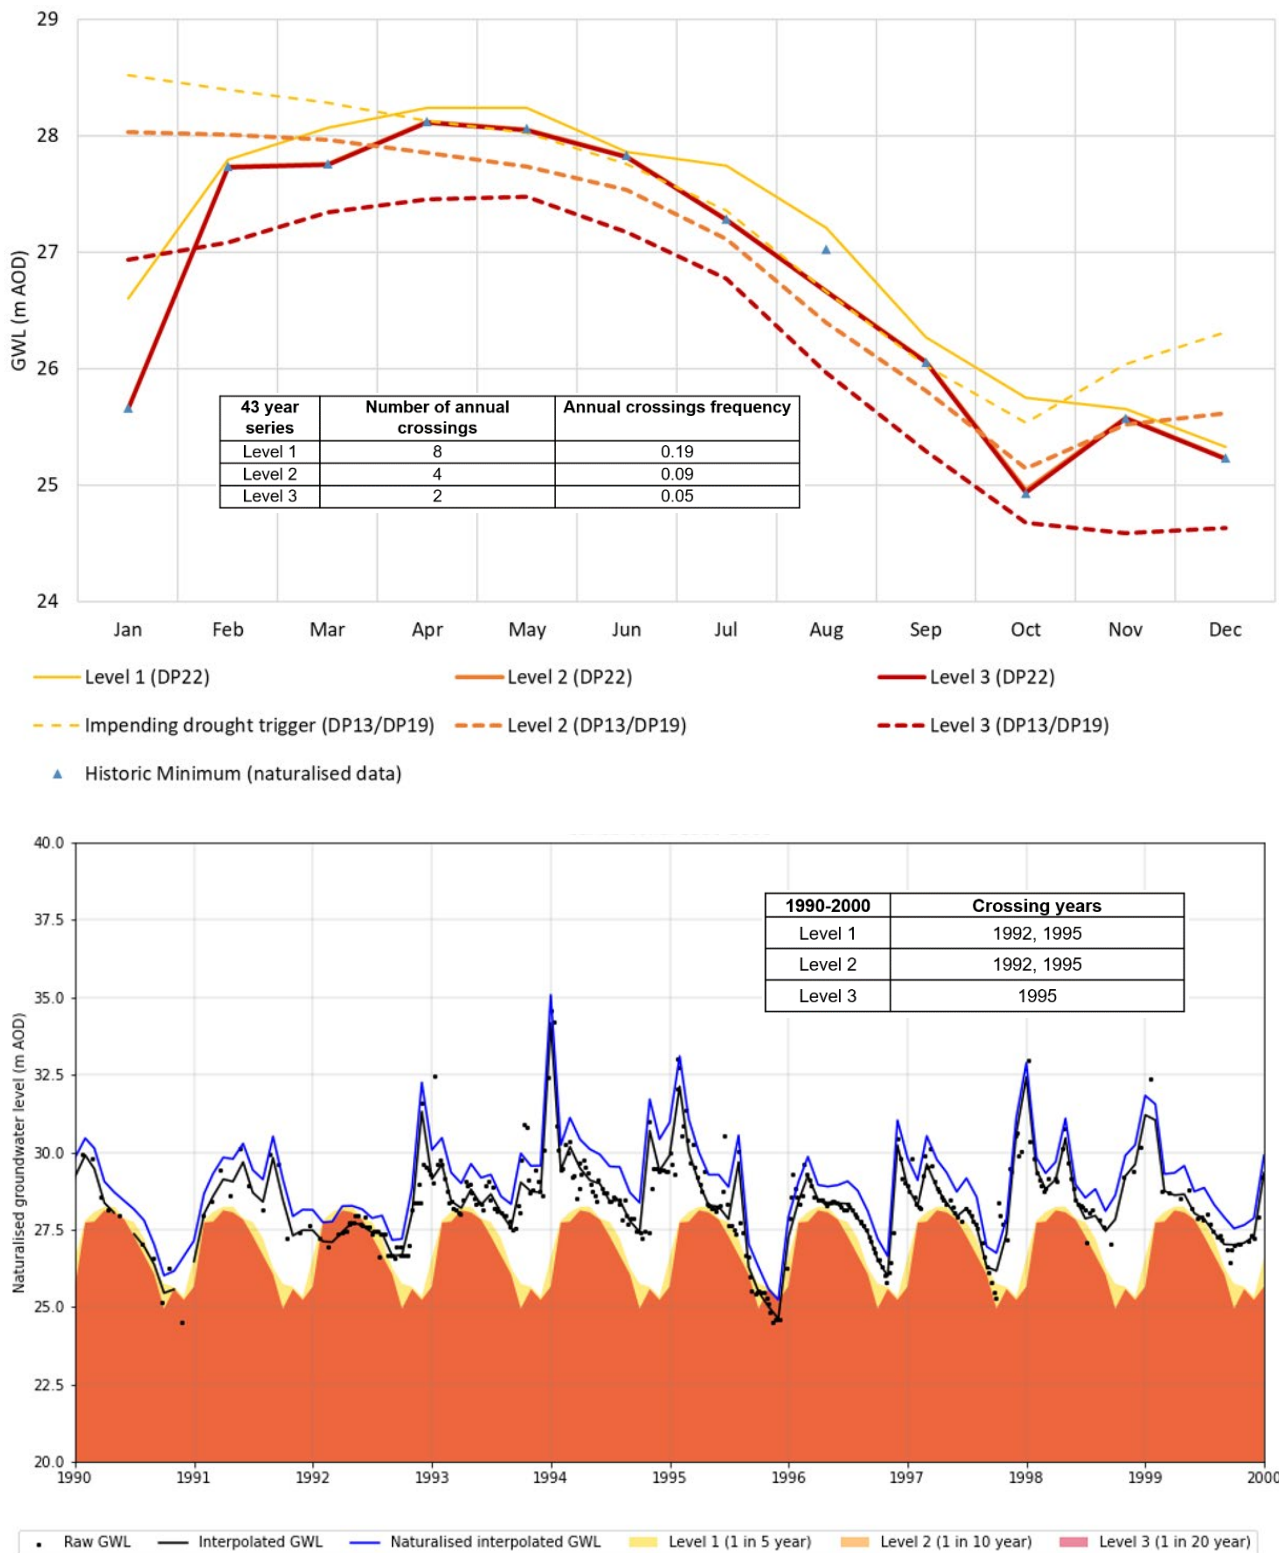 29
28
27
26
25
24
GWL (m AOD)
43 year series
Number of annual crossings
Annual crossings frequency
Level 1 8 0.19
Level 2 4 0.09
Level 3 2 0.05
Jan Feb Mar Apr May Jun Jul Aug Sep Oct Nov Dec
Level 1 (DP22) Level 2 (DP22) Level 3 (DP22)
Impending drought trigger (DP13/DP19) Level 2 (DP13/DP19) Level 3 (DP13/DP19)
Historic Minimum (naturalised data)
40.0
37.5
35.0
32.5
30.0
27.5
25.0
22.5
20.0
Naturalised groundwater level (m AOD)
1990-2000 Crossing years
Level 1 1992, 1995
Level 2 1992, 1995
Level 3 1995
1990 1991 1992 1993 1994 1995 1996 1997 1998 1999 2000
Raw GWL Interpolated GWL Naturalised interpolated GWL Level 1 (1 in 5 year) Level 2 (1 in 10 year) Level 3 (1 in 20 year)